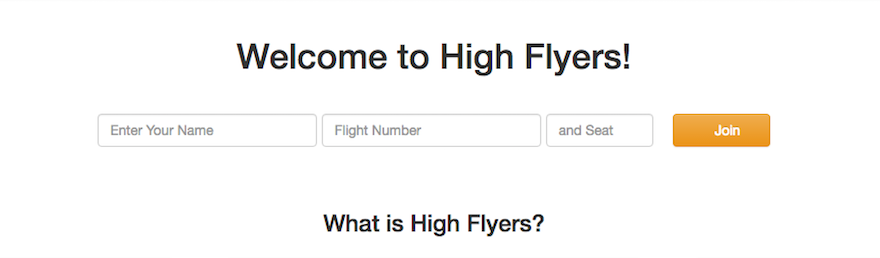 Welcome to High Flyers!
Enter Your Name Flight Number and Seat Join
What is High Flyers?